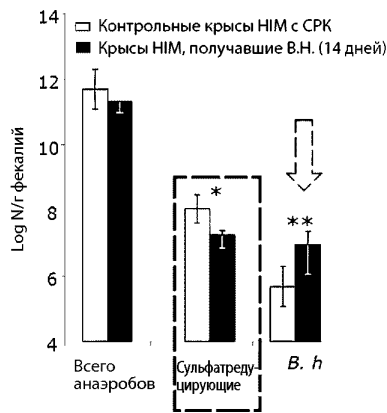 Контрольные крысы HIM с СРК
Крысы HIM, получавшие B.H. (14 дней)
Log N/г фекалий
14
12
10
8
6
4
*
**
Всего
анаэробов
Сульфатреду-
цирующие
B. h